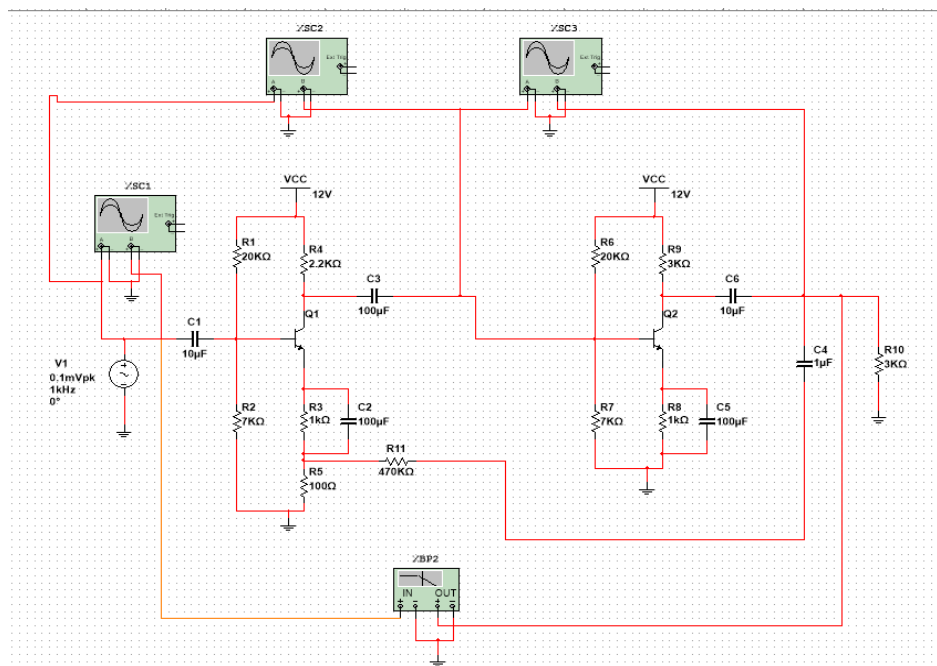 XSC2
XSC3
Ext Trig
A
B
Ext Trig
A
B
VCC
12V
VCC
12V
XSC1
Ext Trig
A
B
R1
20KΩ
R4
2.2KΩ
R6
20KΩ
R9
3KΩ
C3
100µF
C6
10µF
C1
10µF
Q1
Q2
V1
0.1mVpk
1kHz
0°
C4
1µF
R10
3KΩ
R2
7KΩ
R3
1kΩ
C2
100µF
R7
7KΩ
R8
1kΩ
C5
100µF
R11
470KΩ
R5
100Ω
XBP2
IN
OUT